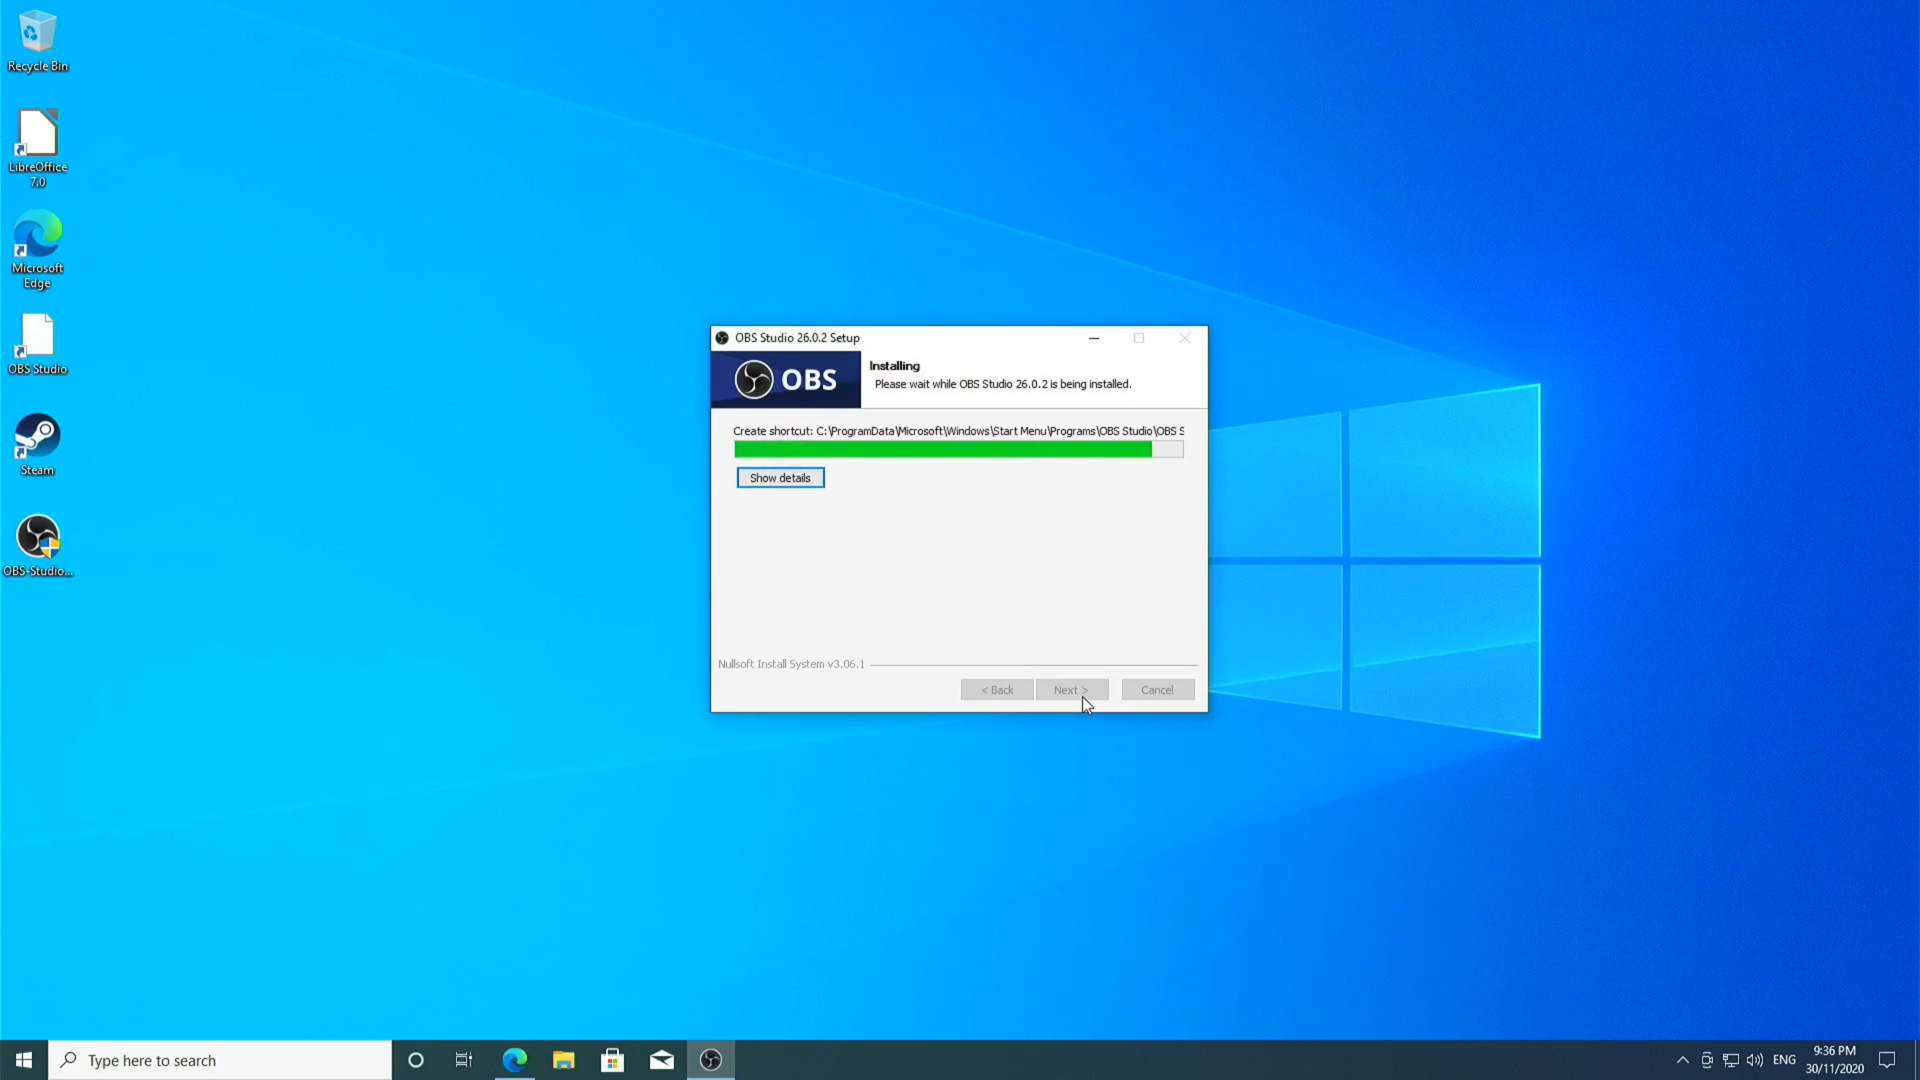 Recycle Bin
LibreOffice
7.0
Microsoft
Edge
OBS Studio
Steam
OBS-Studio...
OBS Studio 26.0.2 Setup
OBS
Installing
Please wait while OBS Studio 26.0.2 is being installed.
Create shortcut: C:\ProgramData\Microsoft\Windows\Start Menu\Programs\OBS Studio\OBS S
Show details
Nullsoft Install System v3.06.1
< Back
Next >
Cancel
Type here to search
ENG
9:36 PM
30/11/2020